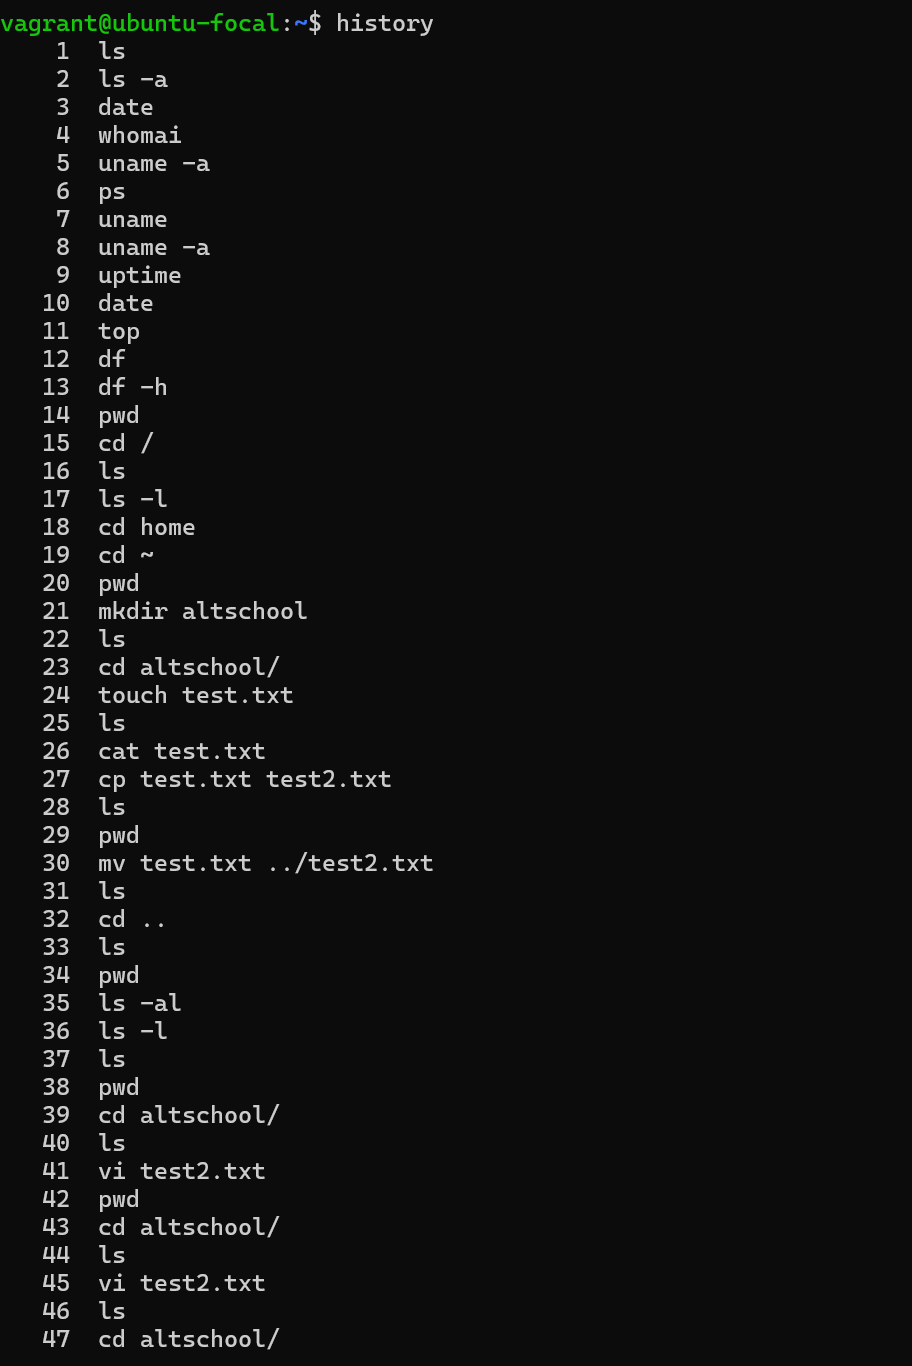 vagrant@ubuntu-focal:~$ history
1 ls
2 ls -a
3 date
4 whomai
5 uname -a
6 ps
7 uname
8 uname -a
9 uptime
10 date
11 top
12 df
13 df -h
14 pwd
15 cd /
16 ls
17 ls -l
18 cd home
19 cd ~
20 pwd
21 mkdir altschool
22 ls
23 cd altschool/
24 touch test.txt
25 ls
26 cat test.txt
27 cp test.txt test2.txt
28 ls
29 pwd
30 mv test.txt ../test2.txt
31 ls
32 cd ..
33 ls
34 pwd
35 ls -al
36 ls -l
37 ls
38 pwd
39 cd altschool/
40 ls
41 vi test2.txt
42 pwd
43 cd altschool/
44 ls
45 vi test2.txt
46 ls
47 cd altschool/